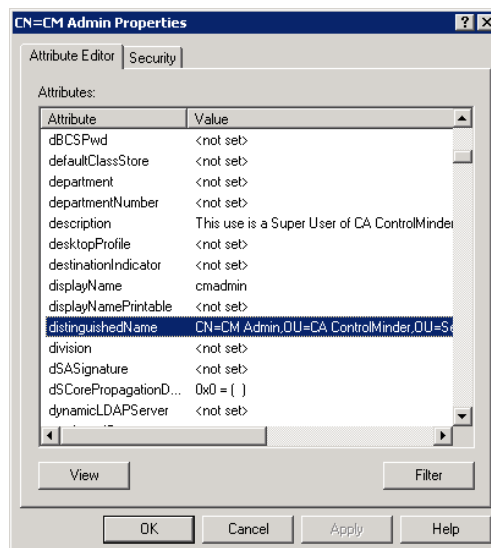 CN=CM Admin Properties
Attribute Editor Security
Attributes:
Attribute Value
dBCSPwd <not set>
defaultClassStore <not set>
department <not set>
departmentNumber <not set>
description This use is a Super User of CA ControlMinder
desktopProfile <not set>
destinationIndicator <not set>
displayName cmadmin
displayNamePrintable <not set>
distinguishedName CN=CM Admin,OU=CA ControlMinder,OU=Se
division <not set>
dSASignature <not set>
dSCorePropagationD... 0x0 = ( )
dynamicLDAPServer <not set>
View Filter
OK Cancel Apply Help